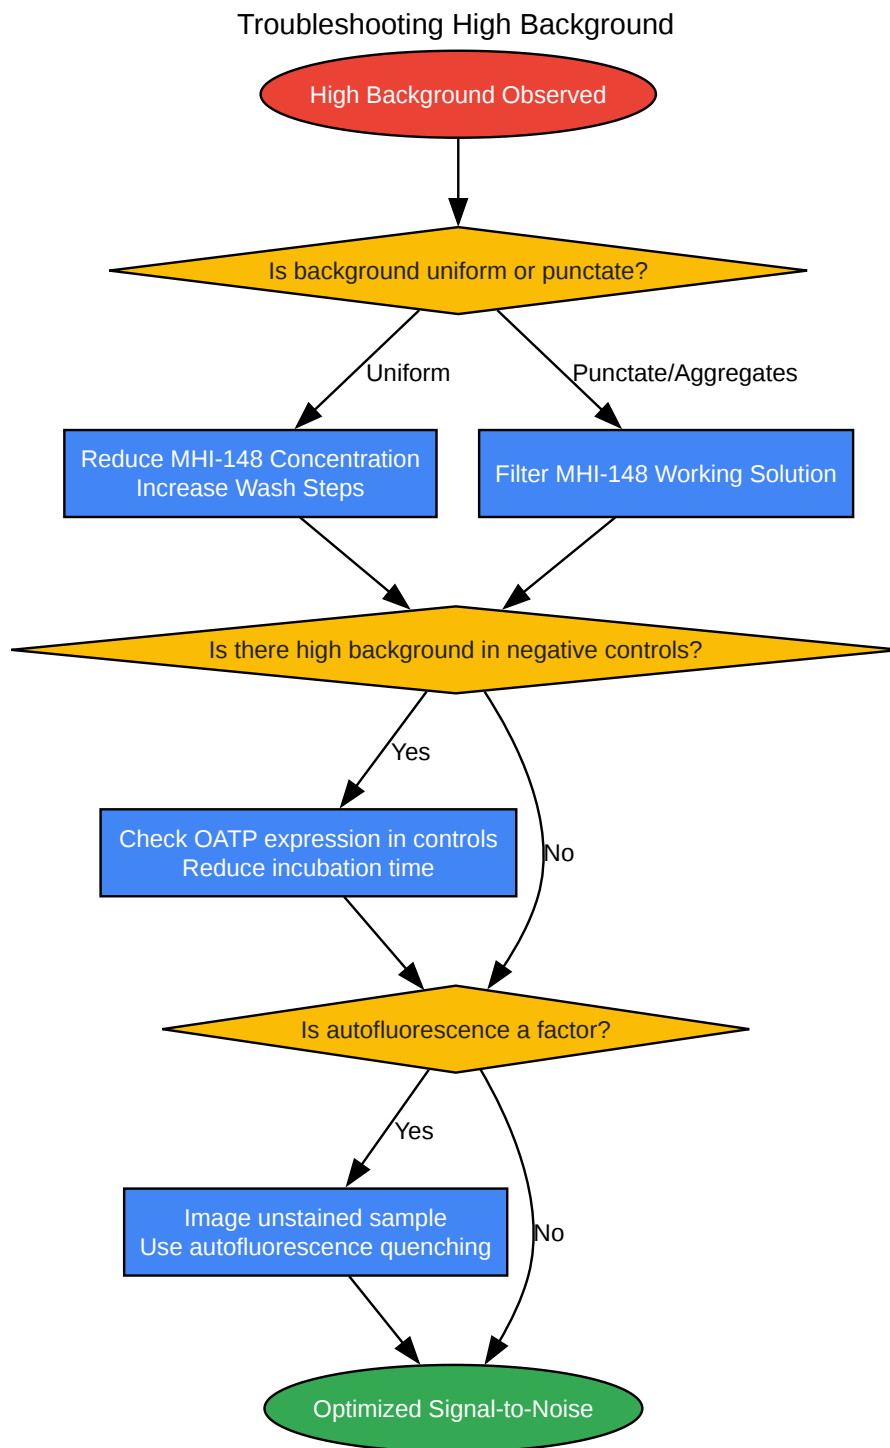 Troubleshooting High Background
High Background Observed
Is background uniform or punctate?
Uniform
Punctate/Aggregates
Reduce MHI-148 Concentration
Increase Wash Steps
Filter MHI-148 Working Solution
Is there high background in negative controls?
Yes
Check OATP expression in controls
Reduce incubation time
No
Is autofluorescence a factor?
Yes
Image unstained sample
Use autofluorescence quenching
No
Optimized Signal-to-Noise